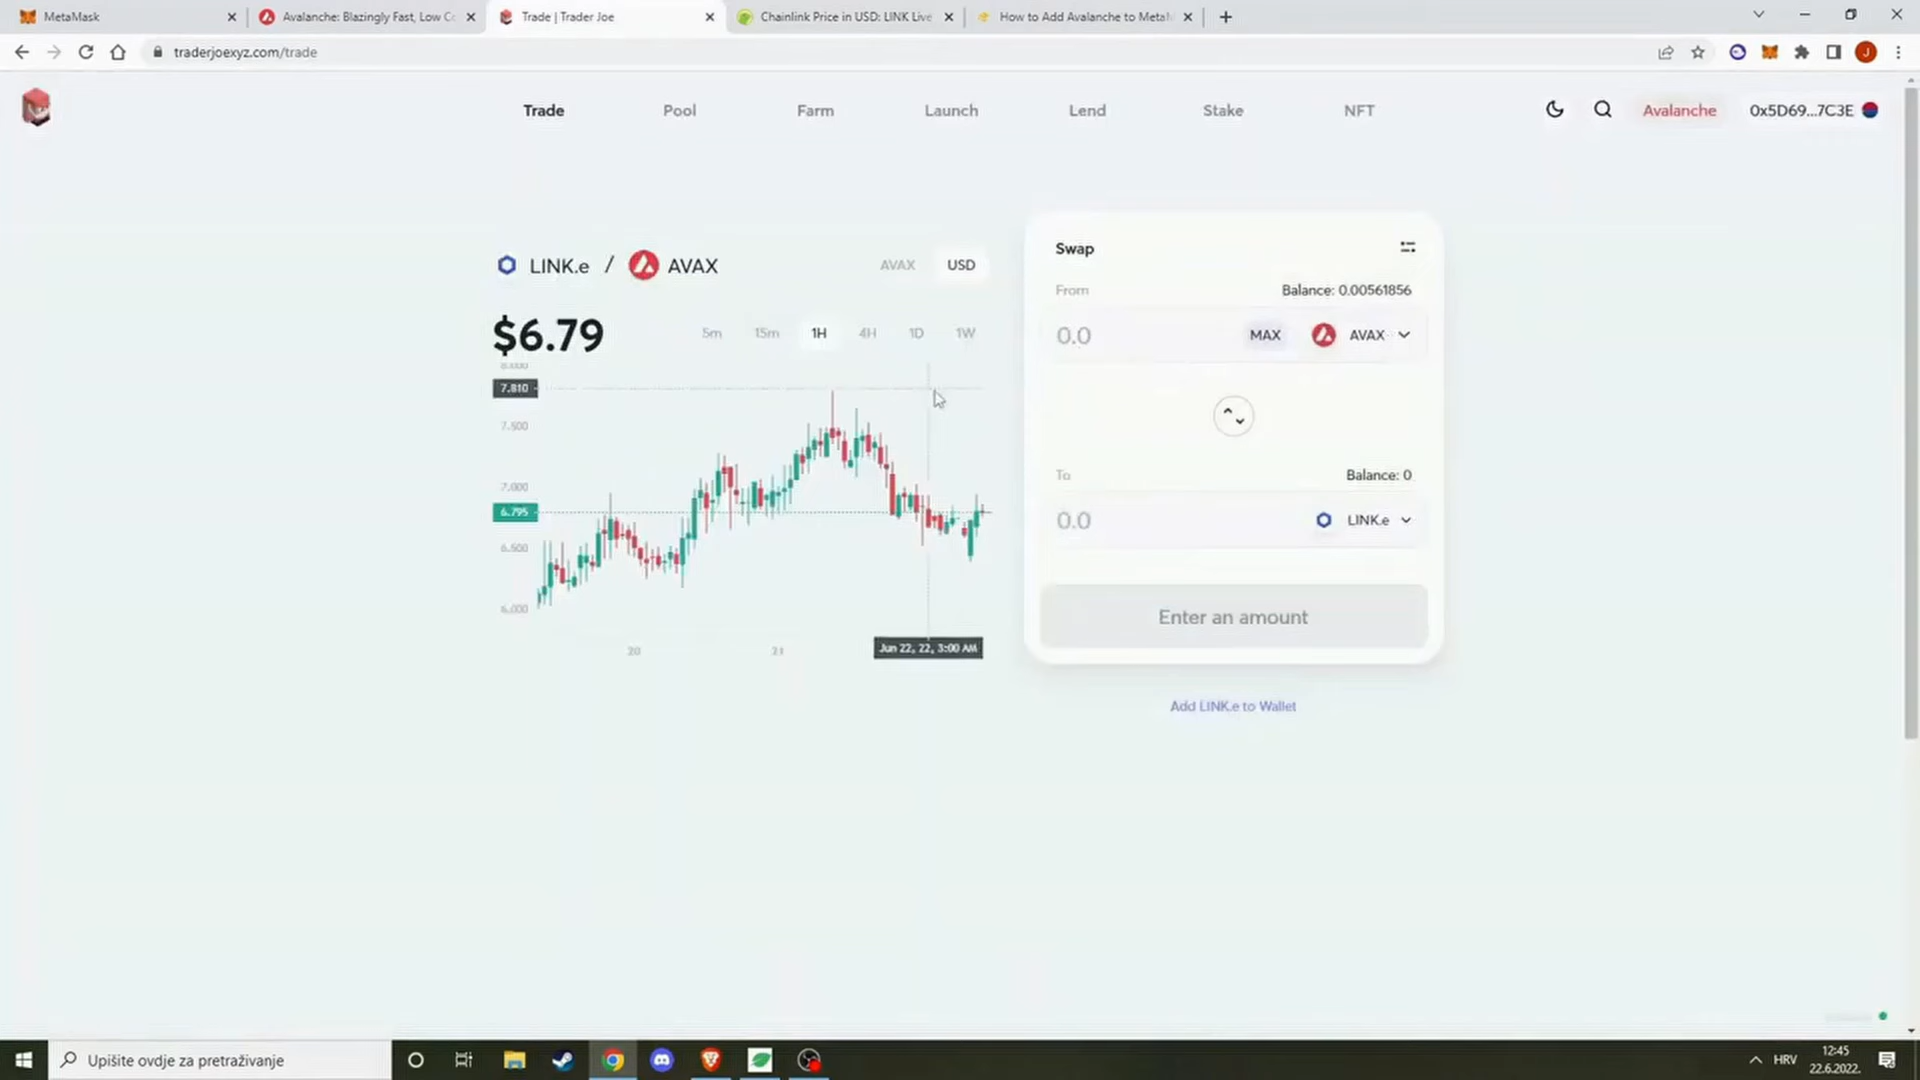 MetaMask
Avalanche: Blazingly Fast, Low Co
Trade | Trader Joe
Chainlink Price in USD: LINK Live
How to Add Avalanche to MetaM
traderjoexyz.com/trade
J
Trade
Pool
Farm
Launch
Lend
Stake
NFT
Avalanche
0x5D69...7C3E
LINK.e / AVAX
AVAX
USD
$6.79
5m
15m
1H
4H
1D
1W
8.000
7.810
7.500
7.000
6.795
6.500
6.000
20
21
Jun 22, 22, 3:00 AM
Swap
From
Balance: 0.00561856
0.0
MAX
AVAX
To
Balance: 0
0.0
LINK.e
Enter an amount
Add LINK.e to Wallet
Upišite ovdje za pretraživanje
HRV
12:45
22.6.2022.